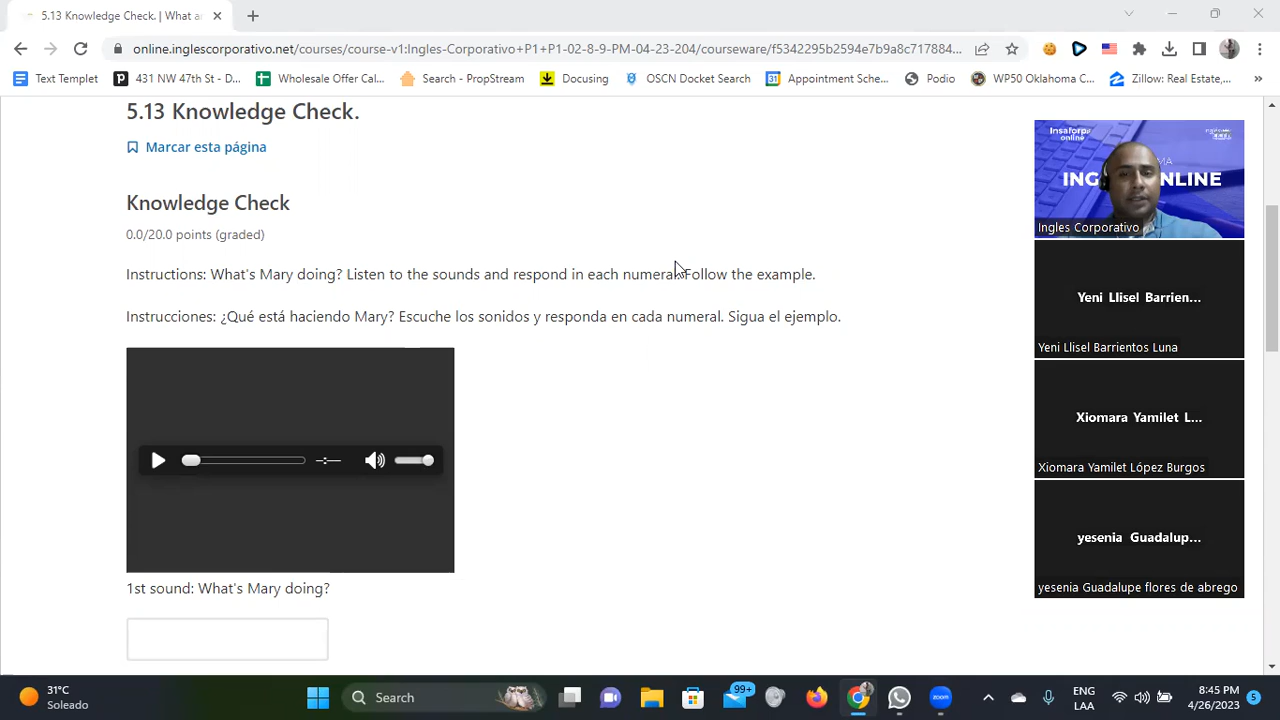 5.13 Knowledge Check. | What a
online.inglescorporativo.net/courses/course-v1:Ingles-Corporativo+P1+P1-02-8-9-PM-04-23-204/courseware/f5342295b2594e7b9a8c717884...
Text Templet
431 NW 47th St - D...
Wholesale Offer Cal...
Search - PropStream
Docusing
OSCN Docket Search
Appointment Sche...
Podio
WP50 Oklahoma C...
Zillow: Real Estate,...
5.13 Knowledge Check.
Marcar esta página
Knowledge Check
0.0/20.0 points (graded)
Instructions: What's Mary doing? Listen to the sounds and respond in each numeral. Follow the example.
Instrucciones: ¿Qué está haciendo Mary? Escuche los sonidos y responda en cada numeral. Sigua el ejemplo.
-:--
1st sound: What's Mary doing?
Insaforp
online
Ingles Corporativo
Yeni Llisel Barrien...
Yeni Llisel Barrientos Luna
Xiomara Yamilet L...
Xiomara Yamilet López Burgos
yesenia Guadalup...
yesenia Guadalupe flores de abrego
31°C
Soleado
Search
99+
ENG
LAA
8:45 PM
4/26/2023
5